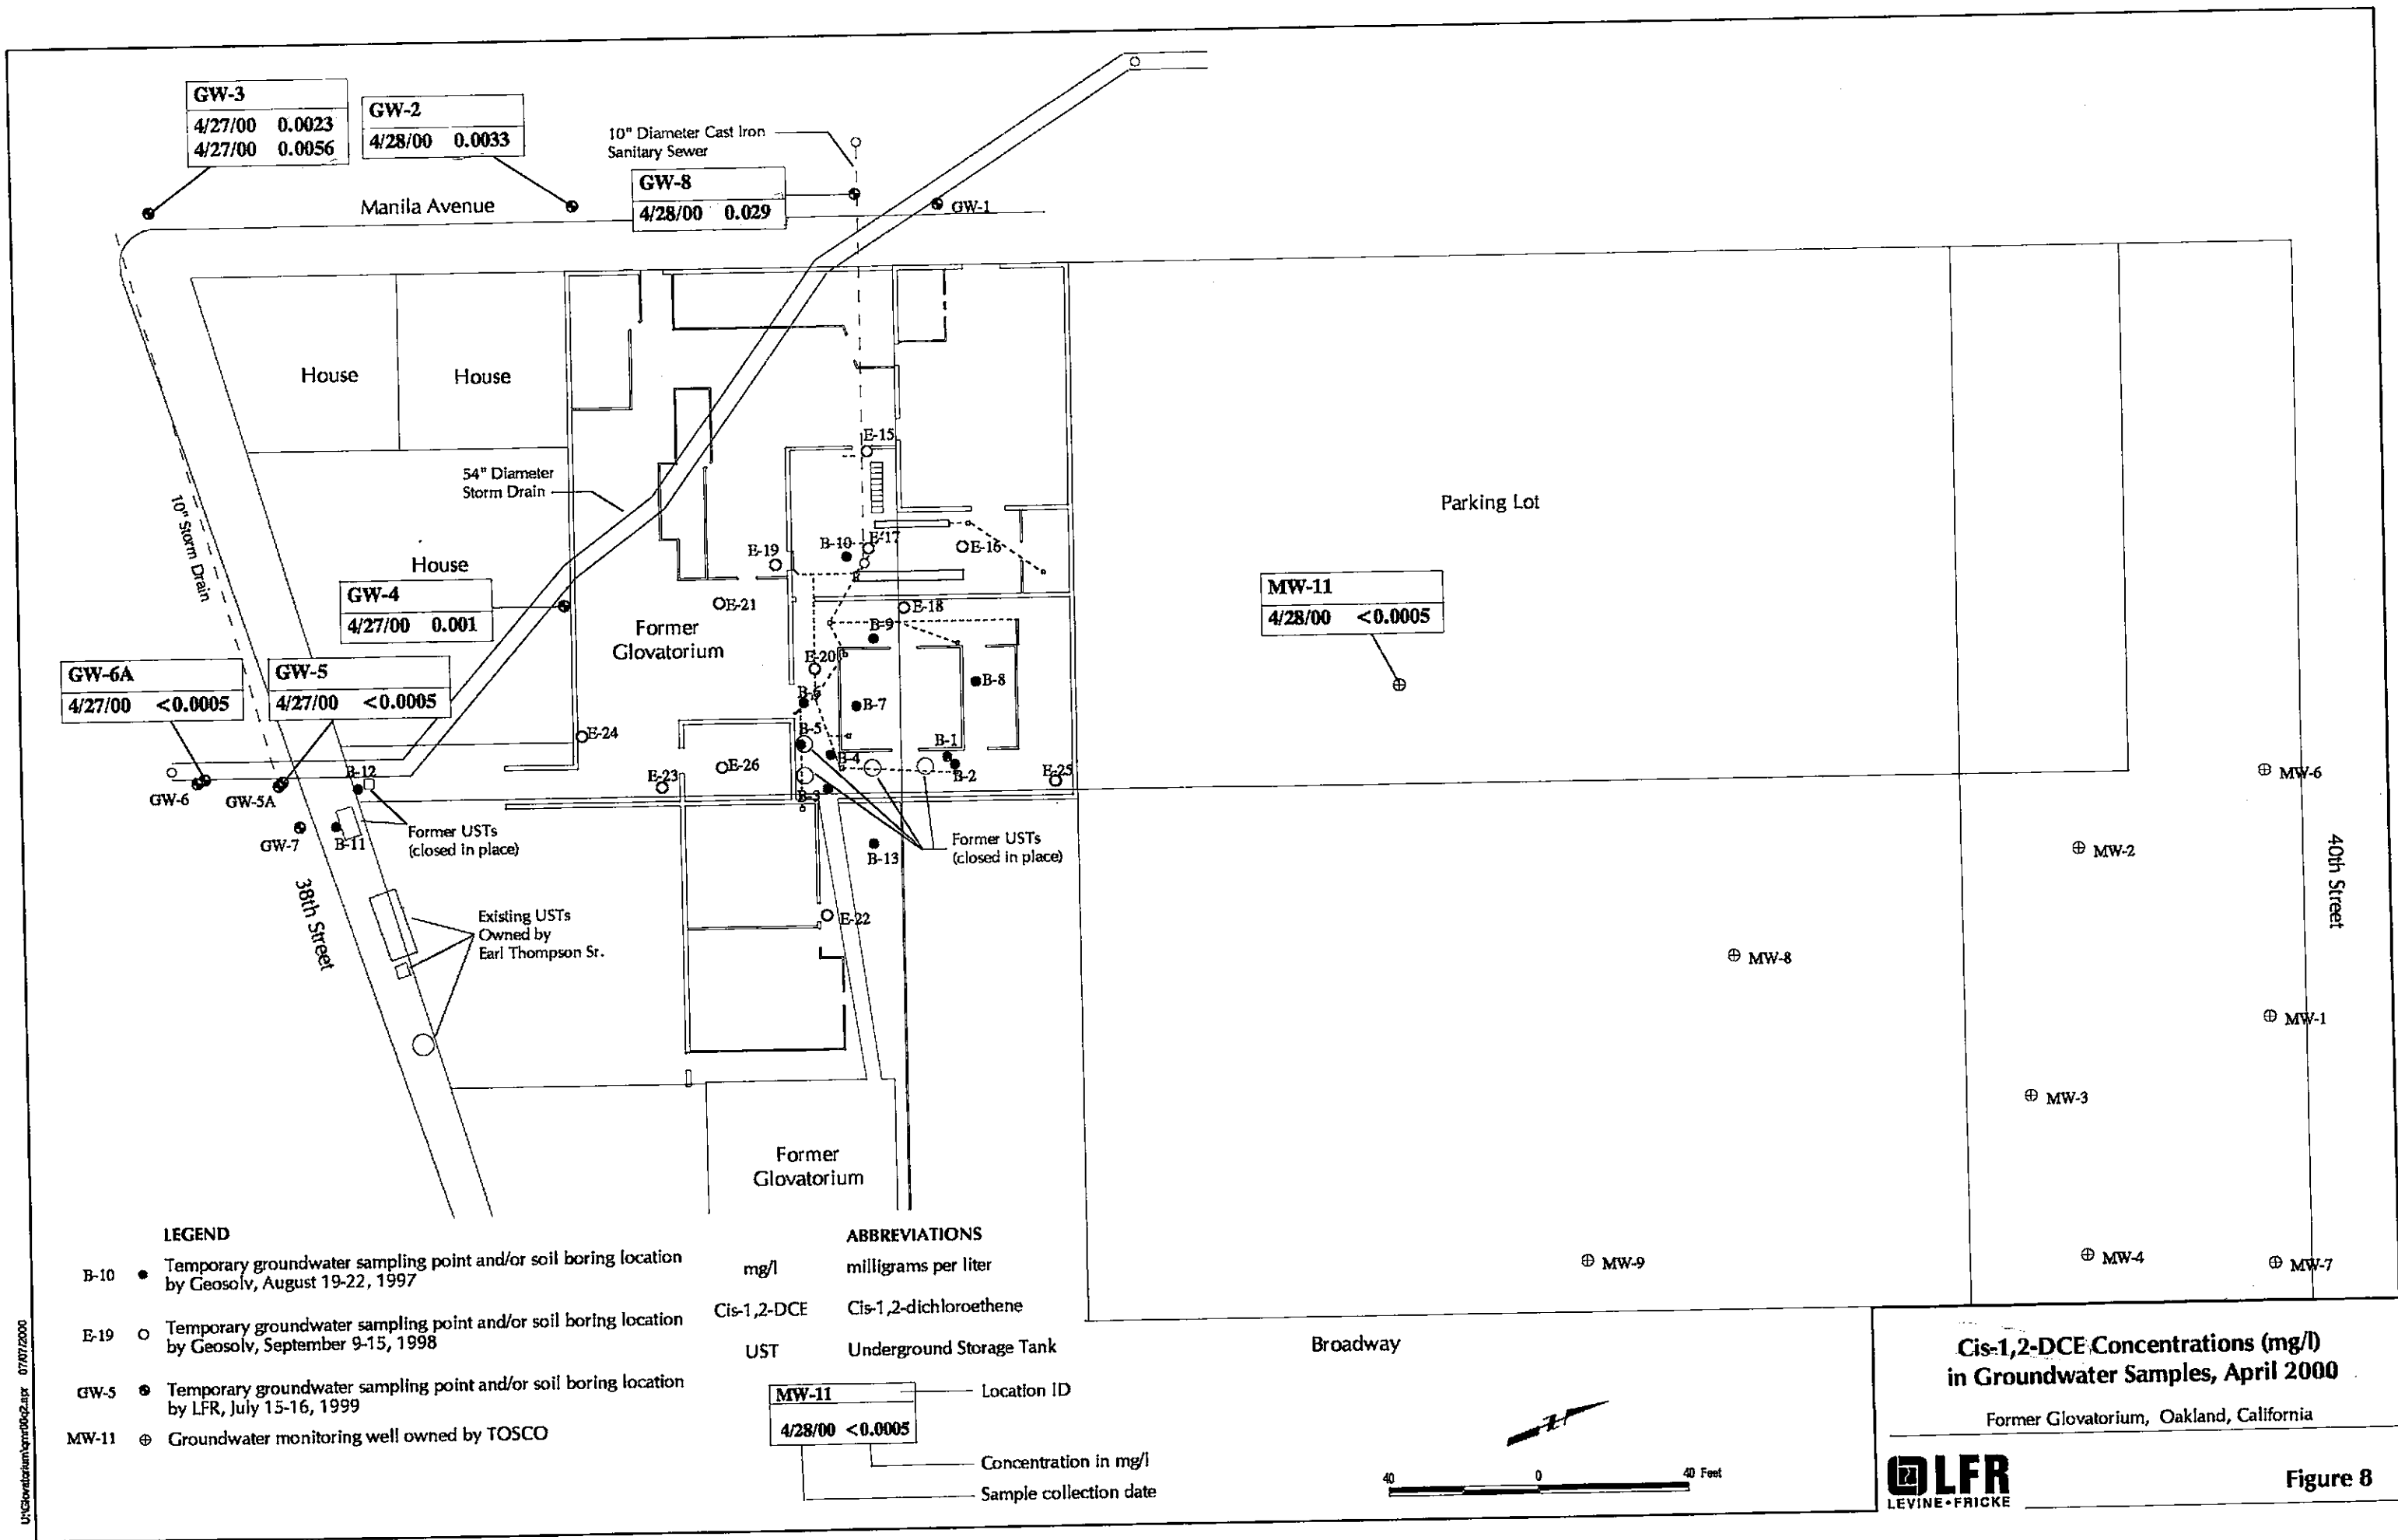 GW-3
4/27/00 0.0023
4/27/00 0.0056
GW-2
4/28/00 0.0033
10" Diameter Cast Iron
Sanitary Sewer
GW-8
4/28/00 0.029
Manila Avenue
GW-1
House
House
E-15
54" Diameter
Storm Drain
Parking Lot
10" Storm Drain
E-19
B-10
E-17
E-16
House
GW-4
4/27/00 0.001
E-21
E-18
MW-11
4/28/00 <0.0005
Former
Glovatorium
B-9
E-20
GW-6A
4/27/00 <0.0005
GW-5
4/27/00 <0.0005
B-8
B-6
B-7
B-5
E-24
B-1
B-4
B-2
E-26
E-23
E-25
B-12
B-3
MW-6
GW-6
GW-5A
GW-7
B-11
Former USTs
(closed in place)
Former USTs
(closed in place)
B-13
MW-2
40th Street
38th Street
Existing USTs
Owned by
Earl Thompson Sr.
E-22
MW-8
MW-1
MW-3
Former
Glovatorium
MW-9
MW-4
MW-7
Broadway
LEGEND
B-10 Temporary groundwater sampling point and/or soil boring location
by Geosolv, August 19-22, 1997
E-19 Temporary groundwater sampling point and/or soil boring location
by Geosolv, September 9-15, 1998
GW-5 Temporary groundwater sampling point and/or soil boring location
by LFR, July 15-16, 1999
MW-11 Groundwater monitoring well owned by TOSCO
ABBREVIATIONS
mg/l milligrams per liter
Cis-1,2-DCE Cis-1,2-dichloroethene
UST Underground Storage Tank
MW-11
4/28/00 <0.0005
Location ID
Concentration in mg/l
Sample collection date
40 0 40 Feet
Cis-1,2-DCE Concentrations (mg/l)
in Groundwater Samples, April 2000
Former Glovatorium, Oakland, California
LFR
LEVINE•FRICKE
Figure 8
U:\Glovatorium\qmr00q2.apr 07/07/2000